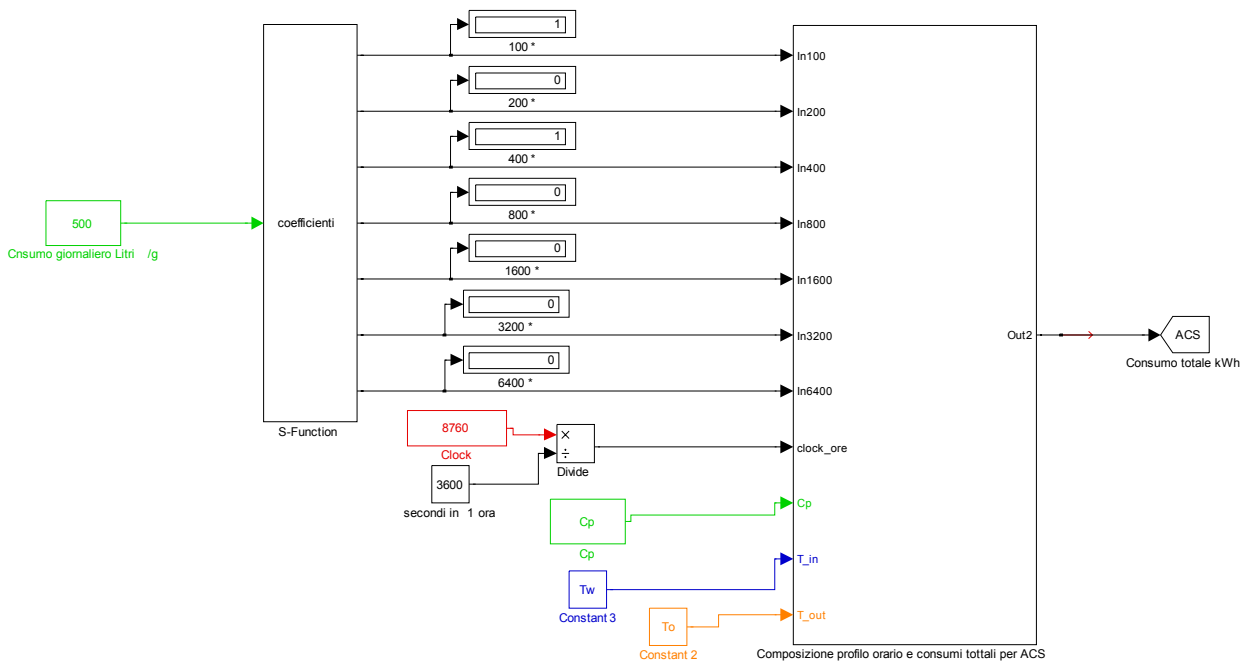 1
100 *
In100
0
200 *
In200
1
400 *
In400
500
Cnsumo giornaliero Litri /g
coefficienti
S-Function
0
800 *
In800
0
1600 *
In1600
0
3200 *
In3200
0
6400 *
In6400
Out2
ACS
Consumo totale kWh
8760
Clock
×
÷
Divide
clock_ore
3600
secondi in 1 ora
Cp
Cp
Cp
Tw
Constant 3
T_in
To
Constant 2
T_out
Composizione profilo orario e consumi tottali per ACS